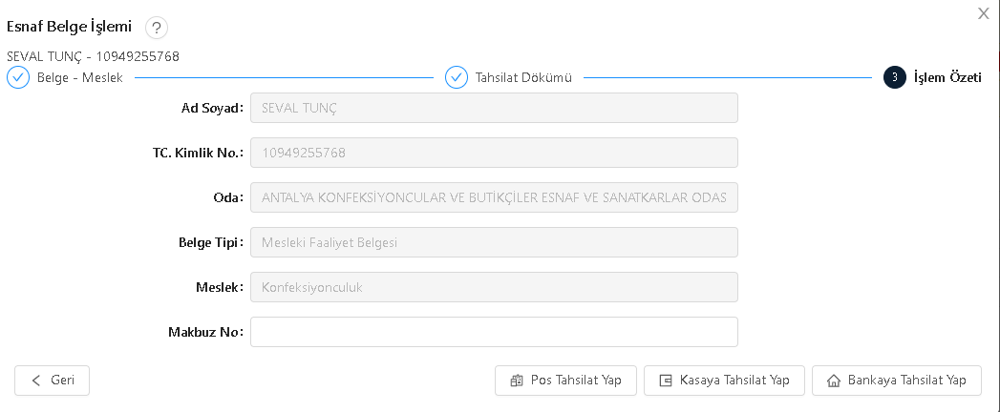 Esnaf Belge İşlemi ?
X
SEVAL TUNÇ - 10949255768
Belge - Meslek
Tahsilat Dökümü
3 İşlem Özeti
Ad Soyad: SEVAL TUNÇ
TC. Kimlik No.: 10949255768
Oda: ANTALYA KONFEKSİYONCULAR VE BUTİKÇİLER ESNAF VE SANATKARLAR ODAS
Belge Tipi: Mesleki Faaliyet Belgesi
Meslek: Konfeksiyonculuk
Makbuz No:
Geri
Pos Tahsilat Yap
Kasaya Tahsilat Yap
Bankaya Tahsilat Yap